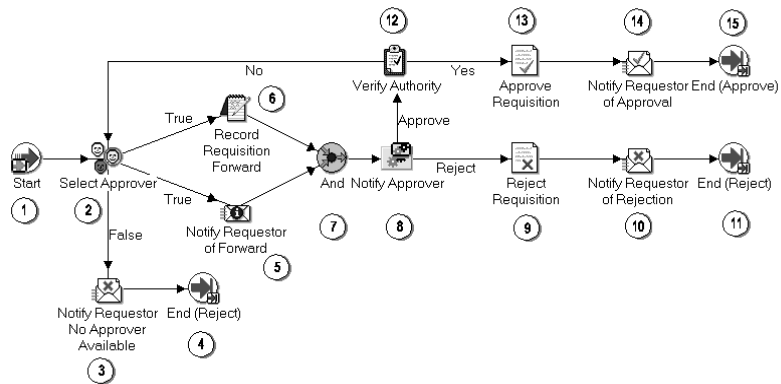 12
13
14
15
No
Verify Authority
Yes
Approve
Requisition
Notify Requestor
of Approval
End (Approve)
6
True
Record
Requisition
Forward
Approve
Start
Select Approver
And
Notify Approver
Reject
Reject
Requisition
Notify Requestor
of Rejection
End (Reject)
1
2
True
Notify Requestor
of Forward
7
8
9
10
11
False
5
Notify Requestor
No Approver
Available
End (Reject)
3
4